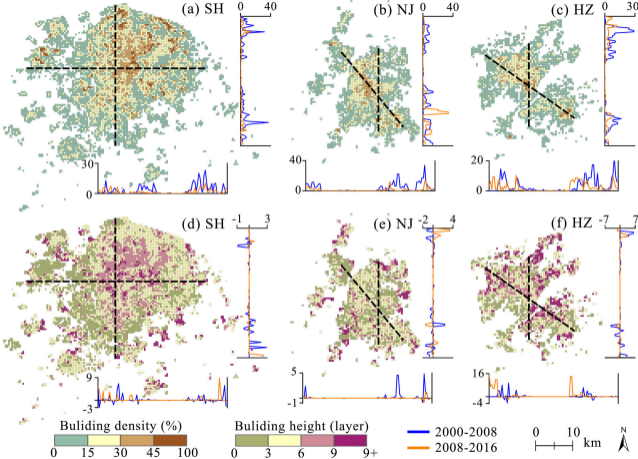 (a) SH 0 40
(b) NJ 0 40
(c) HZ 0 30
30
0
40
0
20
0
(d) SH -1 3
(e) NJ -2 4
(f) HZ -7 7
9
-3
5
-1
16
-4
Buliding density (%)
0 15 30 45 100
Buliding height (layer)
0 3 6 9 9+
2000-2008
2008-2016
0 10 km
N